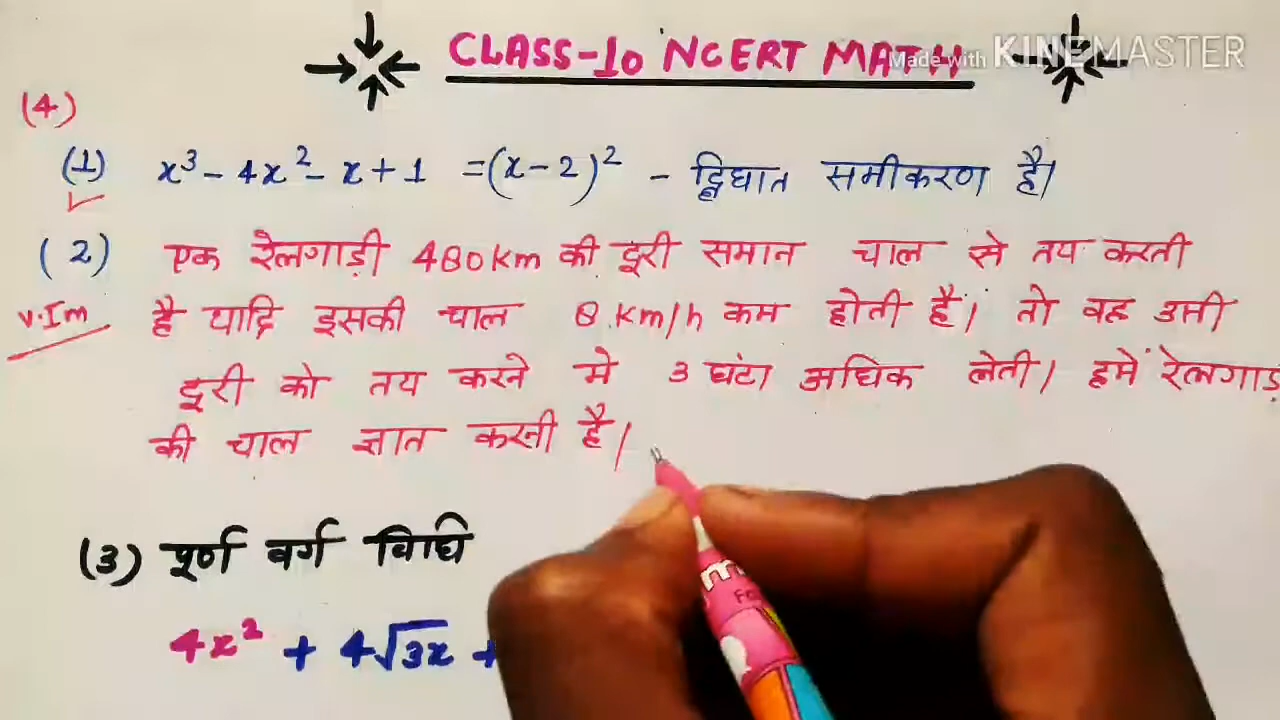 CLASS-10 NCERT MATH
Made with KINEMASTER
(4)
(1) x³ - 4x² - x + 1 = (x - 2)² - द्विघात समीकरण है।
(2) एक रेलगाड़ी 480 km की दूरी समान चाल से तय करती
v.Im है यदि इसकी चाल 8 km/h कम होती है। तो वह उसी
दूरी को तय करने मे 3 घंटा अधिक लेती। हमें रेलगाड़
की चाल ज्ञात करनी है।
(3) पूर्ण वर्ग विधि
4x² + 4√3x +